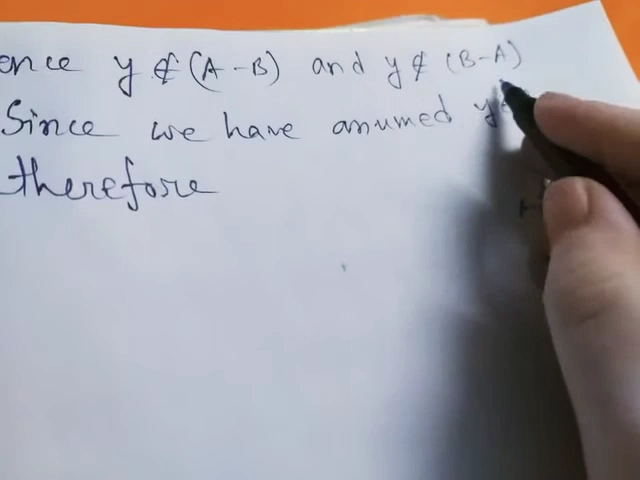 ence y ∉ (A - B) and y ∉ (B-A)
Since we have assumed y
therefore